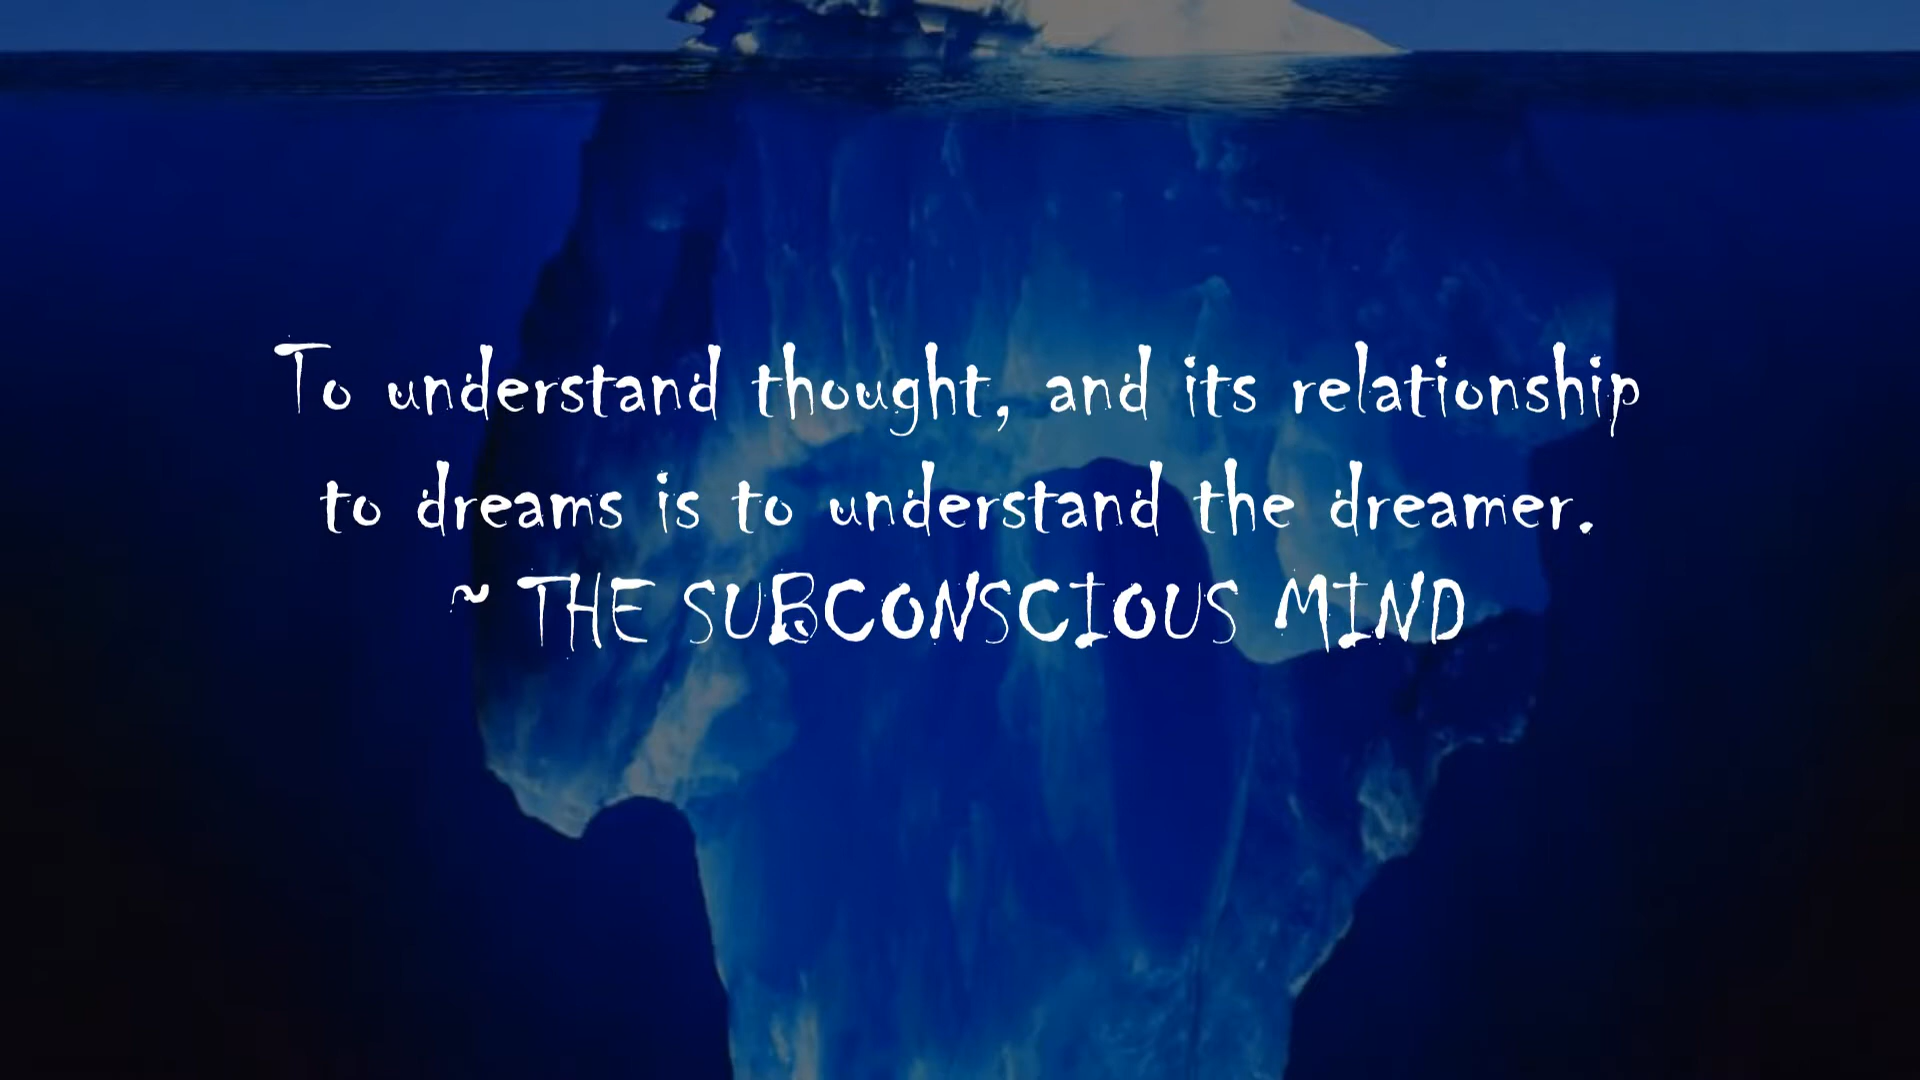 To understand thought, and its relationship
to dreams is to understand the dreamer.
~ THE SUBCONSCIOUS MIND